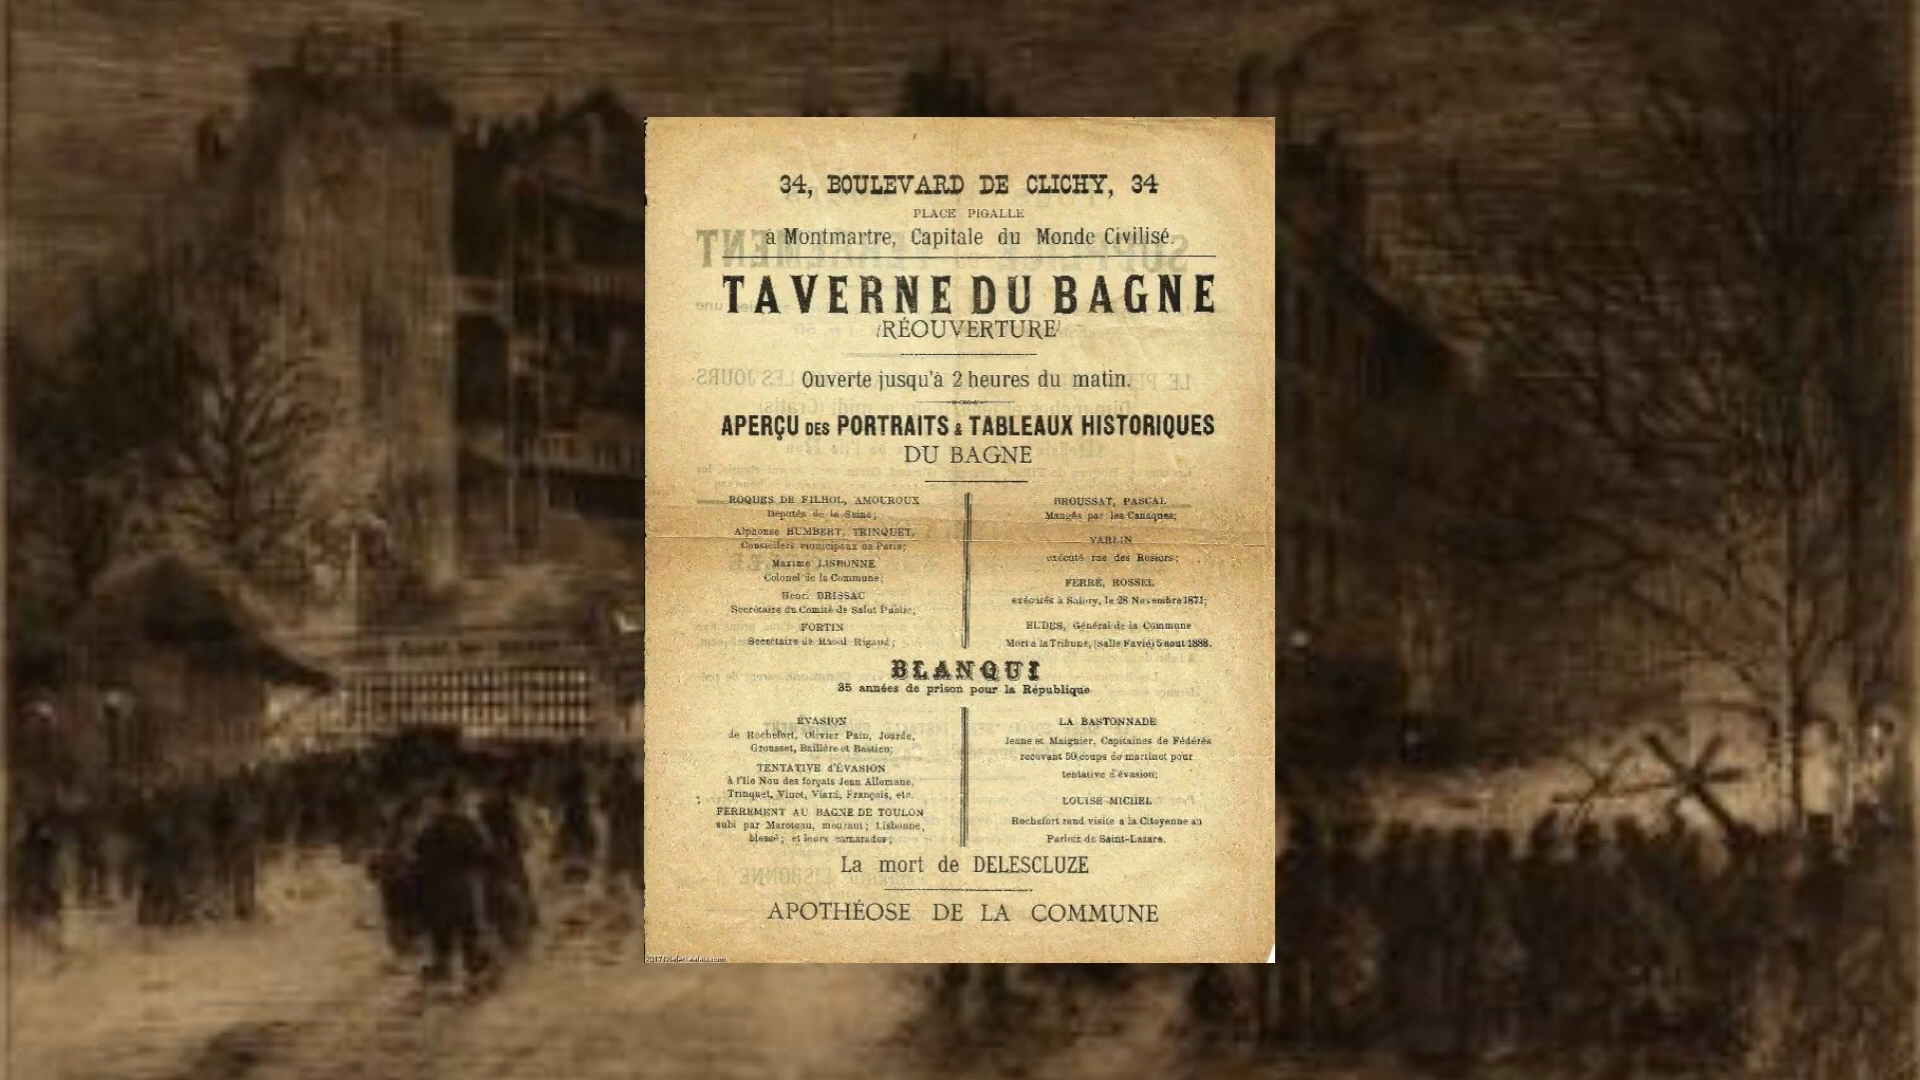 34, BOULEVARD DE CLICHY, 34
PLACE PIGALLE
à Montmartre, Capitale du Monde Civilisé.
TAVERNE DU BAGNE
(RÉOUVERTURE)
Ouverte jusqu'à 2 heures du matin.
APERÇU DES PORTRAITS & TABLEAUX HISTORIQUES
DU BAGNE
ROQUES DE FILHOL, AMOUROUX
Députés de la Seine;
Alphonse HUMBERT, TRINQUET,
Conseillers municipaux de Paris;
Maxime LISBONNE
Colonel de la Commune;
Henri BRISSAC
Secrétaire du Comité de Salut Public;
FORTIN
Secrétaire de Raoul Rigaud;
BROUSSAT, PASCAL
Mangés par les Canaques;
VARLIN
exécuté rue des Rosiers;
FERRÉ, ROSSEL
exécutés à Satory, le 28 Novembre 1871;
EUDES, Général de la Commune
Mort à la Tribune, (Salle Favié) 5 aout 1888.
BLANQUI
35 années de prison pour la République
ÉVASION
de Rochefort, Olivier Pain, Jourde,
Grousset, Baillère et Bastien;
TENTATIVE d'ÉVASION
à l'Ile Nou des forçats Jean Allemane,
Trinquet, Vinot, Viard, François, etc.
FERREMENT AU BAGNE DE TOULON
subi par Maroteau, mourant; Lisbonne,
blessé; et leurs camarades;
LA BASTONNADE
Jeane et Maignier, Capitaines de Fédérés
recevant 50 coups de martinet pour
tentative d'évasion;
LOUISE MICHEL
Rochefort rend visite a la Citoyenne au
Parloir de Saint-Lazare.
La mort de DELESCLUZE
APOTHÉOSE DE LA COMMUNE